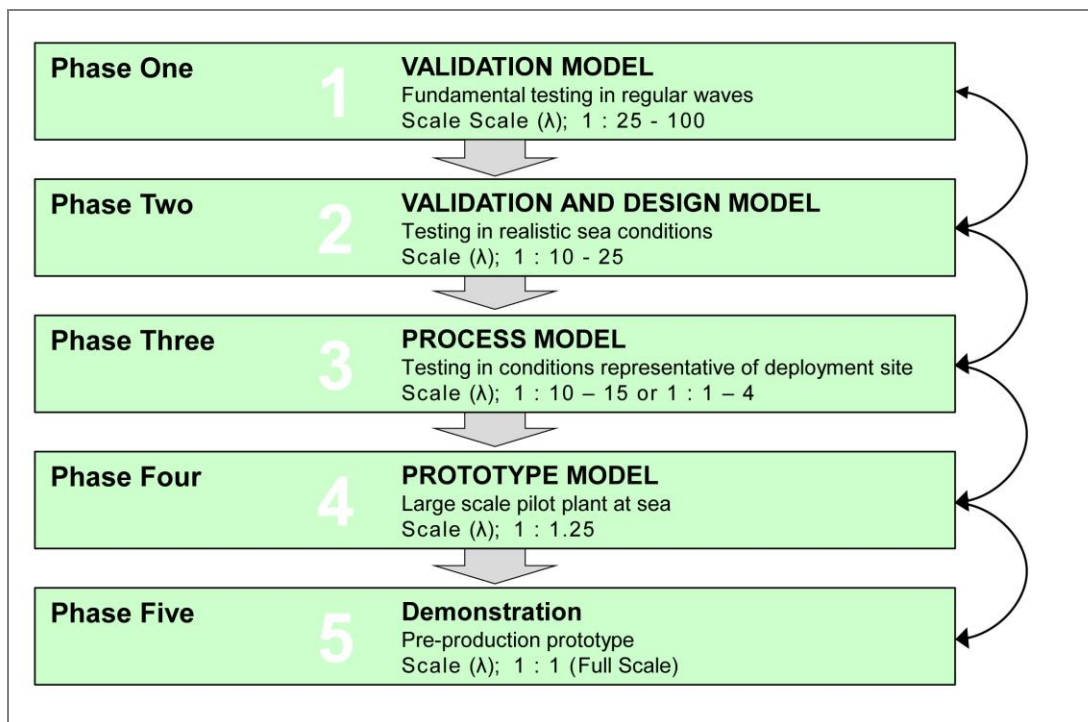 Phase One
1
VALIDATION MODEL
Fundamental testing in regular waves
Scale Scale (λ); 1 : 25 - 100
Phase Two
2
VALIDATION AND DESIGN MODEL
Testing in realistic sea conditions
Scale (λ); 1 : 10 - 25
Phase Three
3
PROCESS MODEL
Testing in conditions representative of deployment site
Scale (λ); 1 : 10 – 15 or 1 : 1 – 4
Phase Four
4
PROTOTYPE MODEL
Large scale pilot plant at sea
Scale (λ); 1 : 1.25
Phase Five
5
Demonstration
Pre-production prototype
Scale (λ); 1 : 1 (Full Scale)